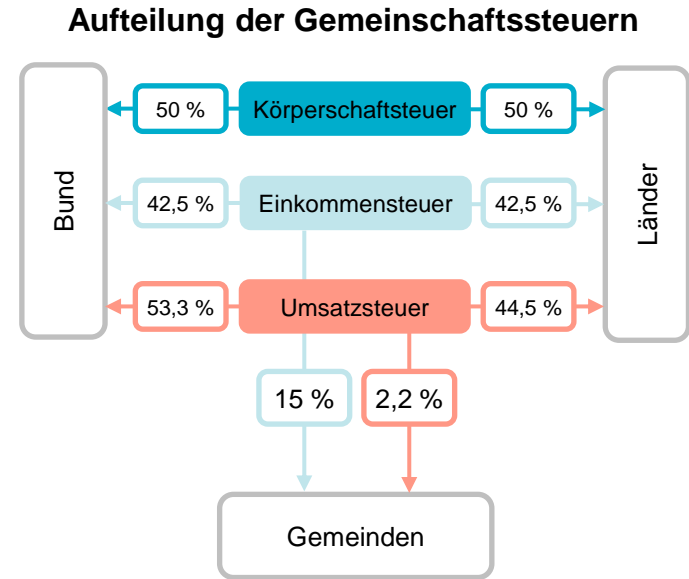 Aufteilung der Gemeinschaftssteuern
Bund
50 %
Körperschaftsteuer
50 %
Länder
42,5 %
Einkommensteuer
42,5 %
53,3 %
Umsatzsteuer
44,5 %
15 %
2,2 %
Gemeinden